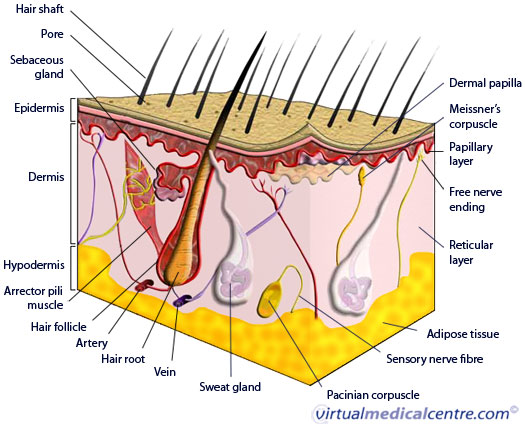 Hair shaft
Pore
Sebaceous
gland
Epidermis
Dermis
Hypodermis
Arrector pili
muscle
Hair follicle
Artery
Hair root
Vein
Sweat gland
Pacinian corpuscle
Sensory nerve fibre
Adipose tissue
Reticular
layer
Free nerve
ending
Papillary
layer
Meissner's
corpuscle
Dermal papilla
virtualmedicalcentre.com